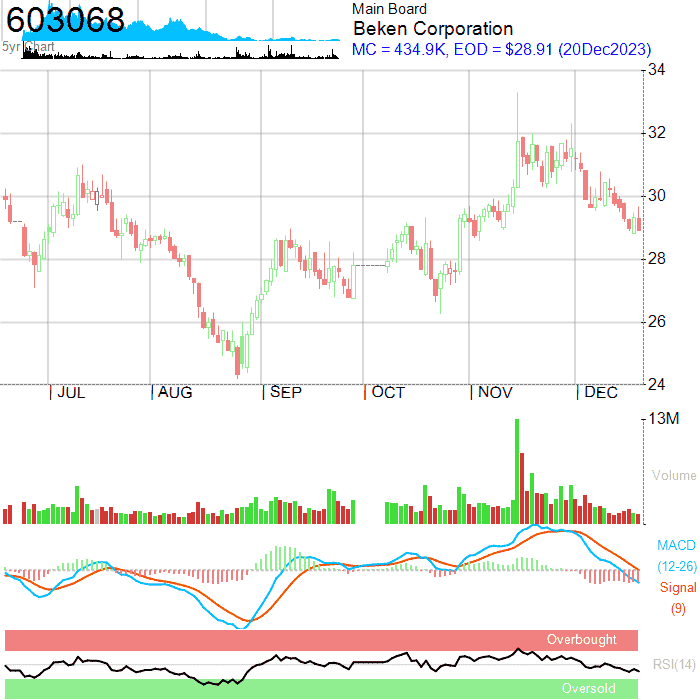 603068
Main Board
Beken Corporation
MC = 434.9K, EOD = $28.91 (20Dec2023)
5yr Chart
34
32
30
28
26
24
JUL AUG SEP OCT NOV DEC
13M
Volume
MACD
(12-26)
Signal
(9)
Overbought
RSI(14)
Oversold